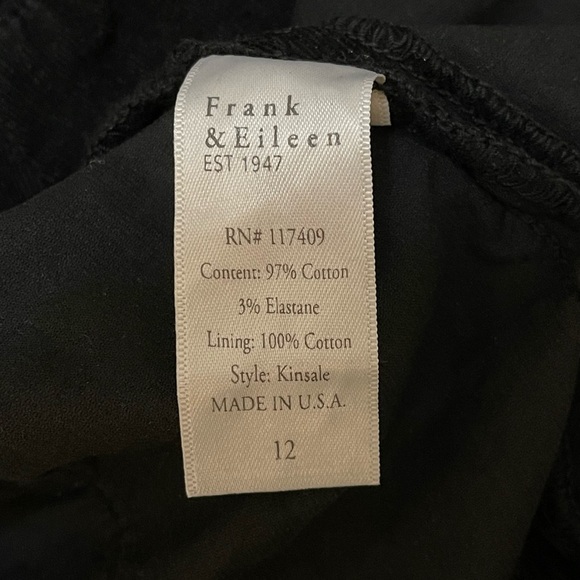 Frank
& Eileen
EST 1947
RN# 117409
Content: 97% Cotton
3% Elastane
Lining: 100% Cotton
Style: Kinsale
MADE IN U.S.A.
12